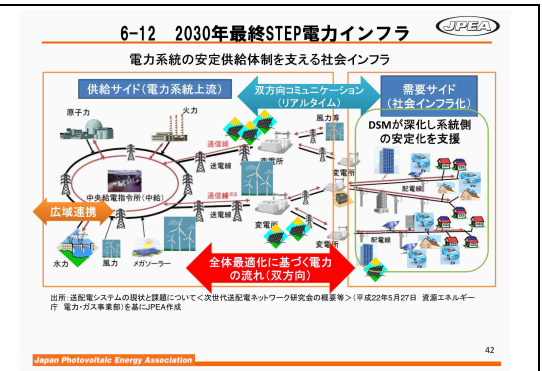 6-12 2030年最終STEP電力インフラ
JPEA
電力系統の安定供給体制を支える社会インフラ
供給サイド(電力系統上流)
双方向コミュニケーション
(リアルタイム)
需要サイド
(社会インフラ化)
原子力
火力
通信線
送電線
変電所
風力等
DSMが深化し系統側
の安定化を支援
中央給電指令所(中給)
通信線※2
送電線
変電所
変電所
配電線
配電線
広域連携
水力
風力
メガソーラー
全体最適化に基づく電力
の流れ(双方向)
出所:送配電システムの現状と課題について<次世代送配電ネットワーク研究会の概要等>(平成22年5月27日 資源エネルギー
庁 電力・ガス事業部)を基にJPEA作成
42
Japan Photovoltaic Energy Association